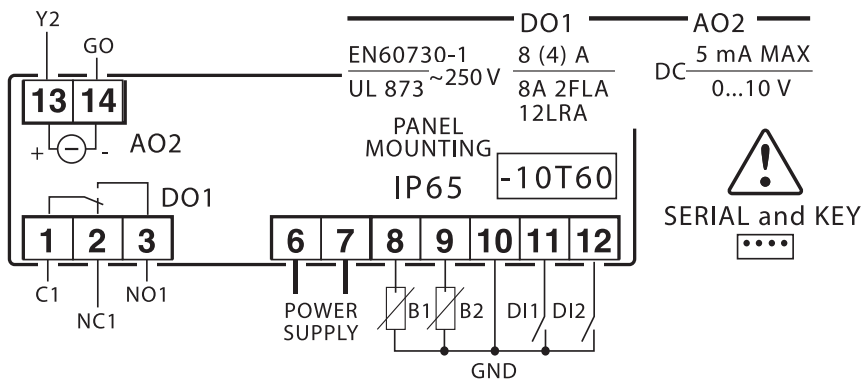 Y2
GO
DO1
AO2
EN60730-1
UL 873
~250 V
8 (4) A
8A 2FLA
12LRA
DC
5 mA MAX
0...10 V
13 14
+ - AO2
PANEL
MOUNTING
IP65
-10T60
DO1
SERIAL and KEY
1 2 3
6 7 8 9 10 11 12
C1
NC1
NO1
POWER
SUPPLY
B1
B2
DI1
DI2
GND